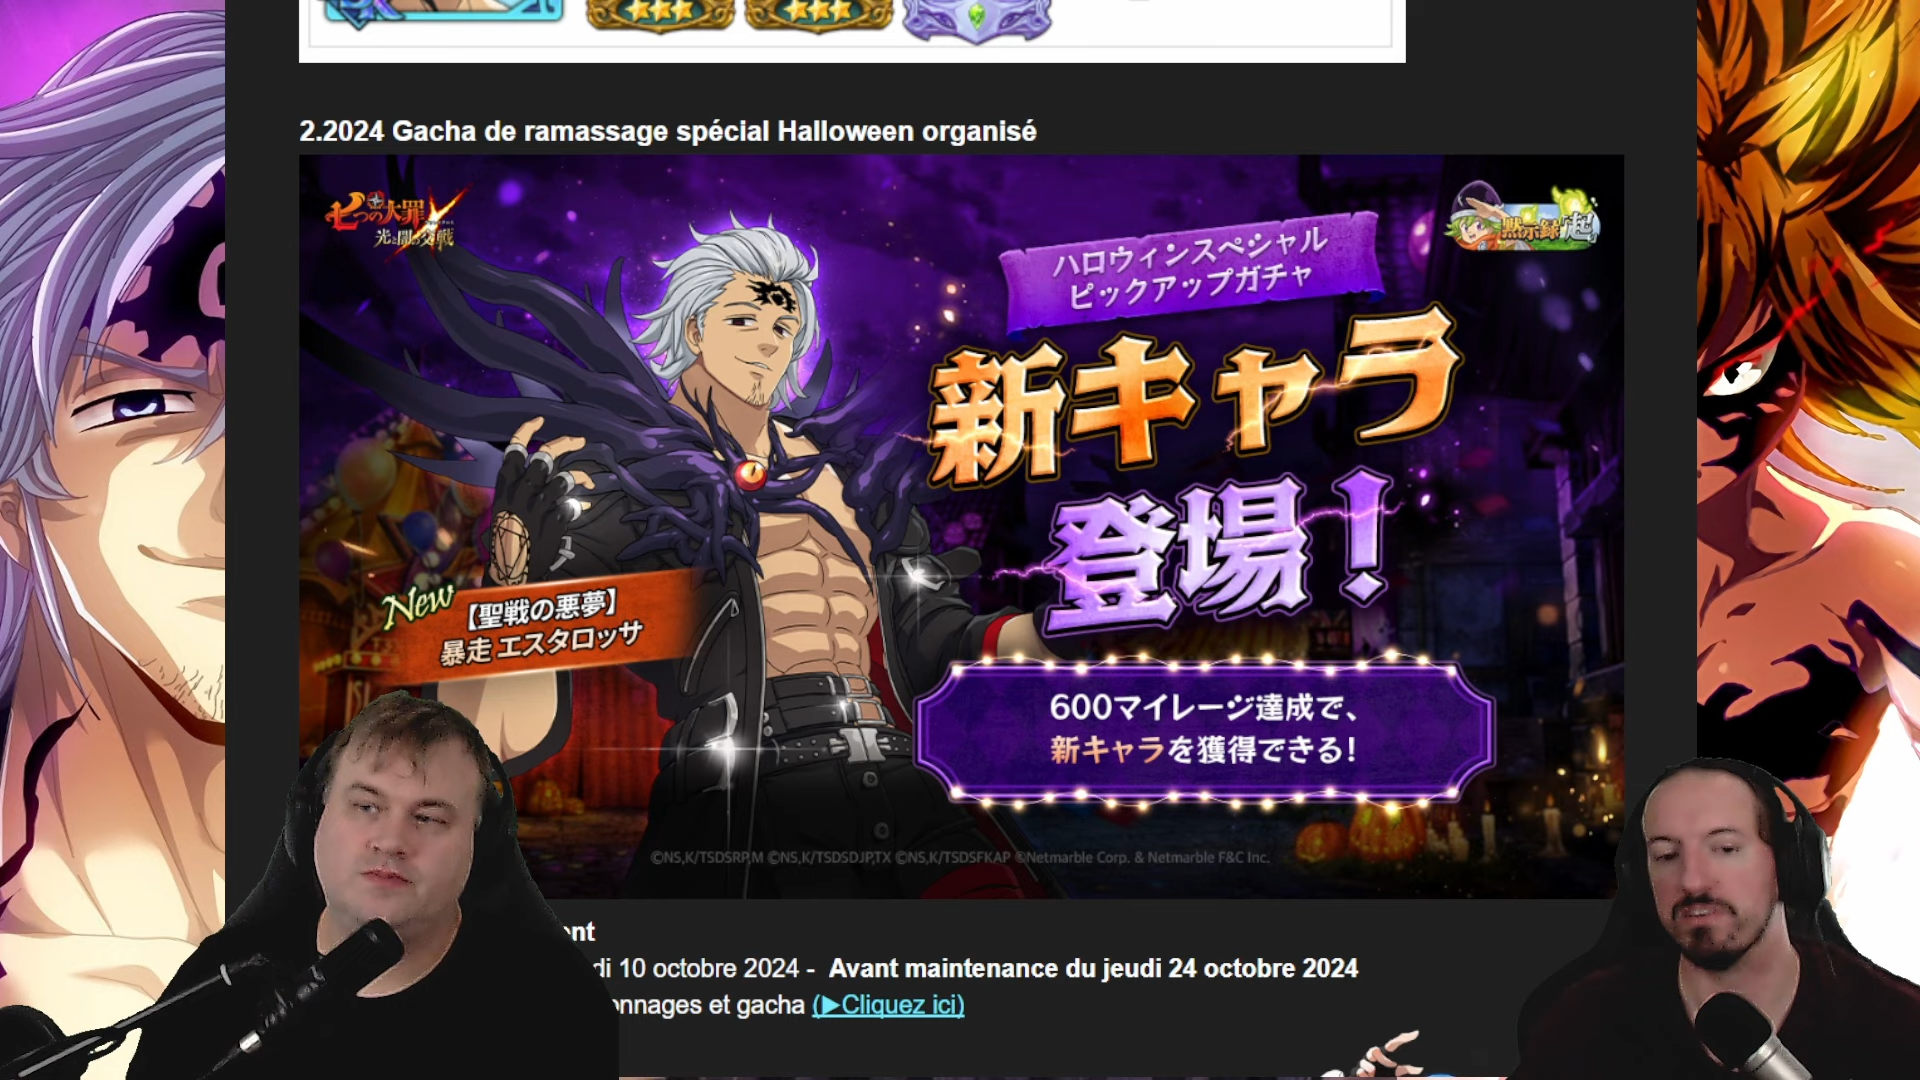 2.2024 Gacha de ramassage spécial Halloween organisé
七つの大罪
光と闇の交戦
黙示録「起」
ハロウィンスペシャル
ピックアップガチャ
新キャラ
登場！
New
【聖戦の悪夢】
暴走 エスタロッサ
600マイレージ達成で、
新キャラを獲得できる！
©NS,K/TSDSRP,M ©NS,K/TSDSDJP,TX ©NS,K/TSDSFKAP ©Netmarble Corp. & Netmarble F&C Inc.
di 10 octobre 2024 - Avant maintenance du jeudi 24 octobre 2024
onnages et gacha (▶Cliquez ici)